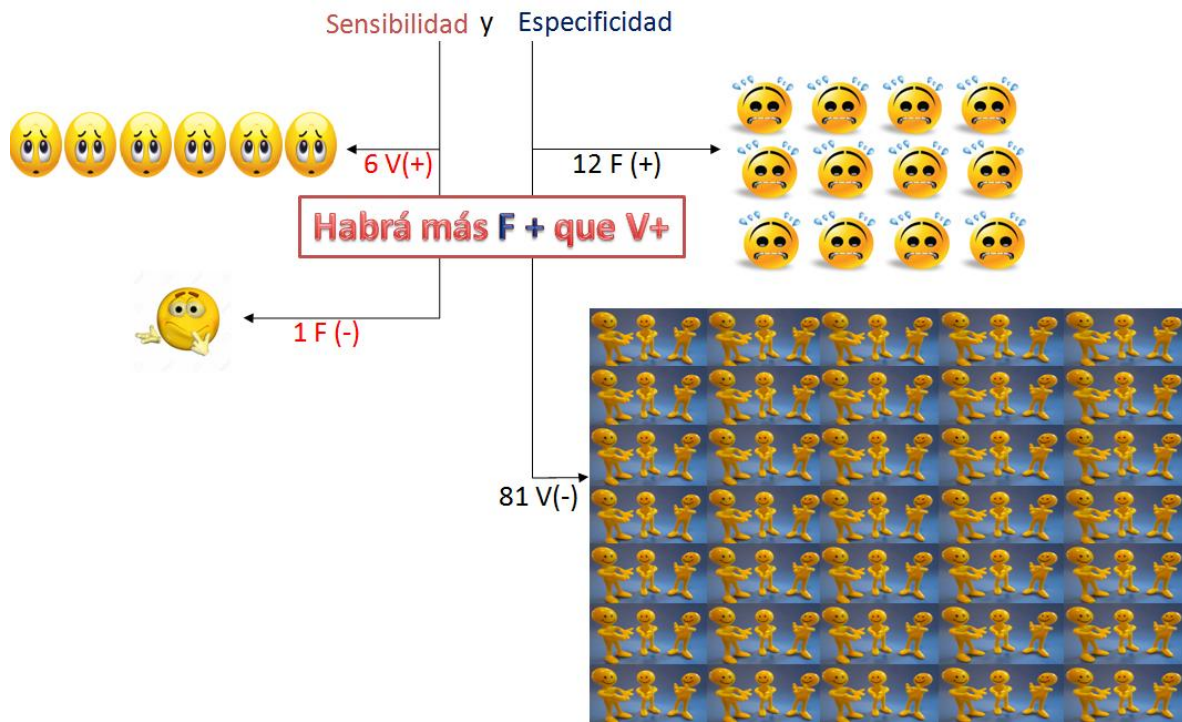 Sensibilidad y Especificidad
6 V(+)
12 F (+)
Habrá más F + que V+
1 F (-)
81 V(-)